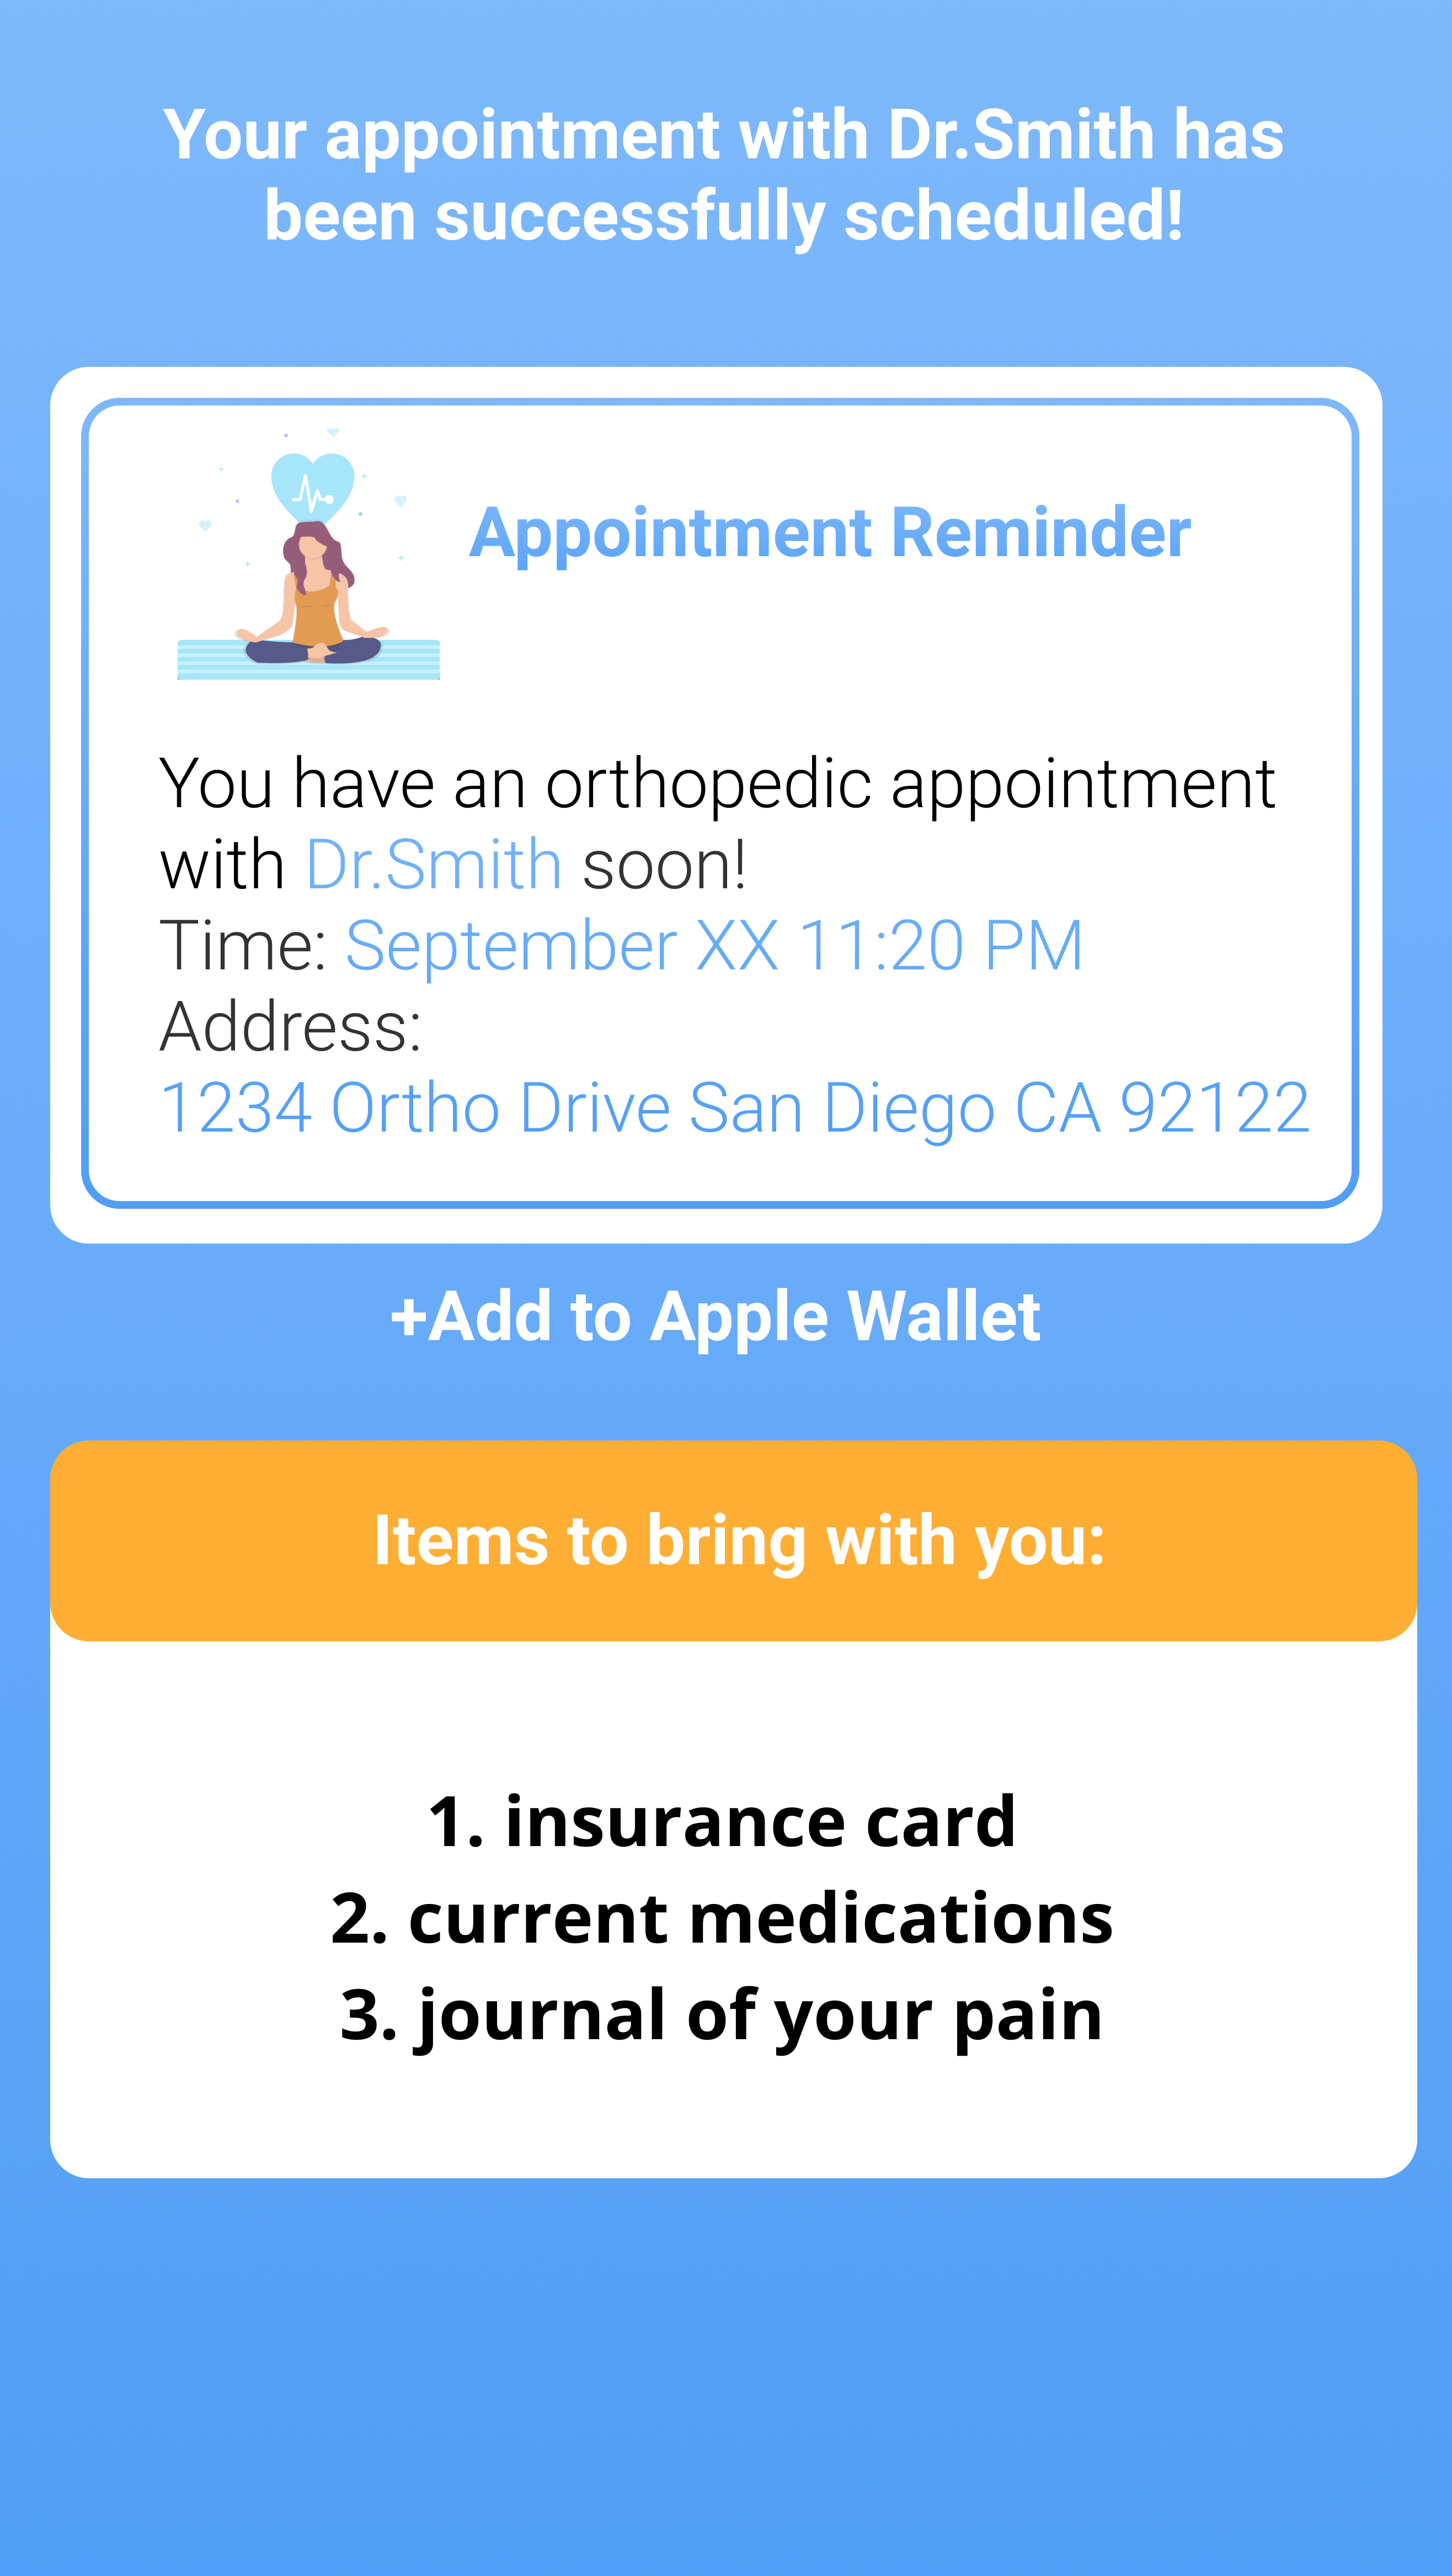 Your appointment with Dr.Smith has
been successfully scheduled!
Appointment Reminder
You have an orthopedic appointment
with Dr.Smith soon!
Time: September XX 11:20 PM
Address:
1234 Ortho Drive San Diego CA 92122
+Add to Apple Wallet
Items to bring with you:
1. insurance card
2. current medications
3. journal of your pain